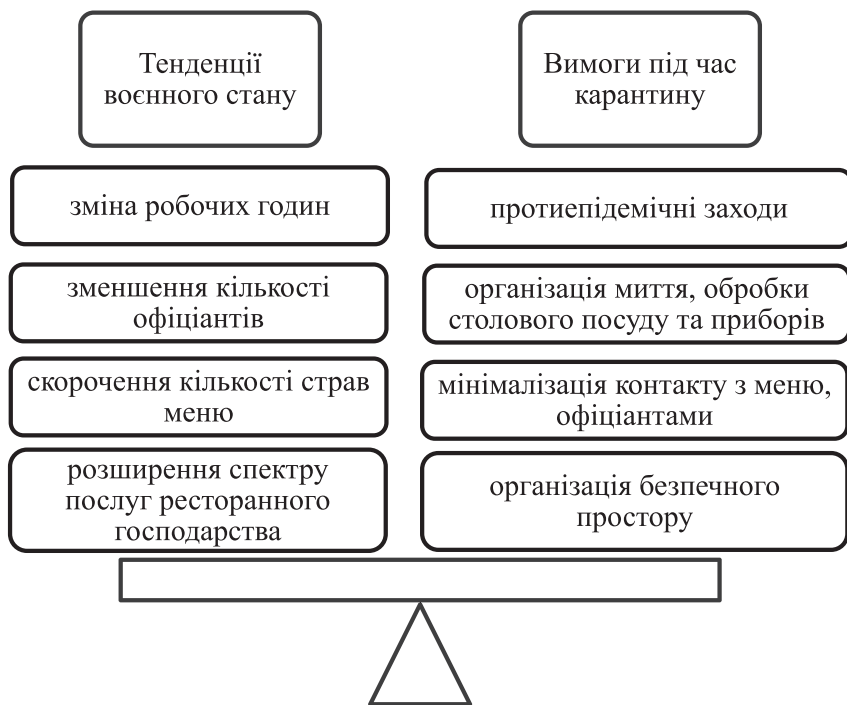 Тенденції
воєнного стану
Вимоги під час
карантину
зміна робочих годин
протиепідемічні заходи
зменшення кількості
офіціантів
організація миття, обробки
столового посуду та приборів
скорочення кількості страв
меню
мінімалізація контакту з меню,
офіціантами
розширення спектру
послуг ресторанного
господарства
організація безпечного
простору